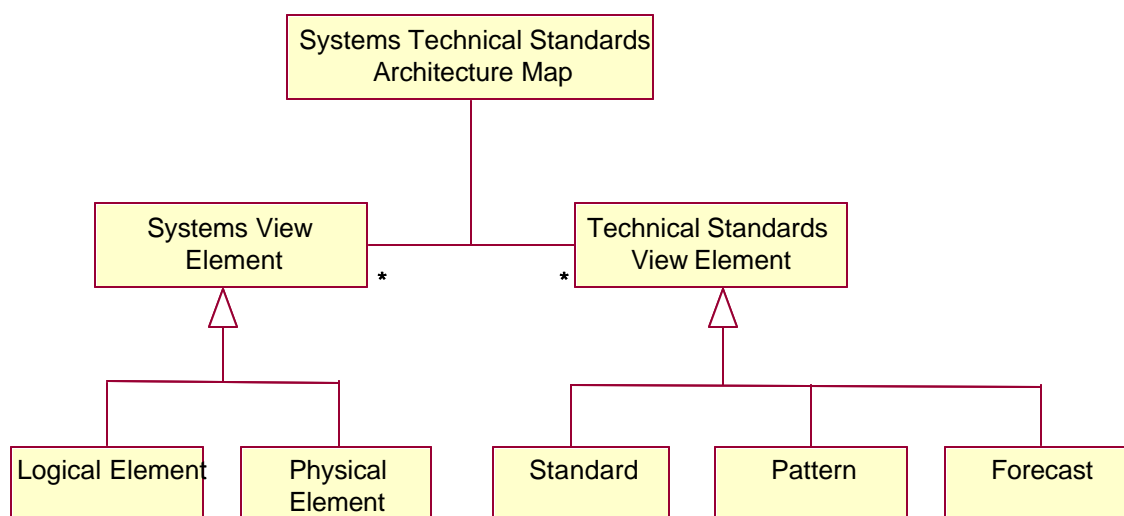 Systems Technical Standards
Architecture Map
Systems View
Element
Technical Standards
View Element
*
*
Logical Element
Physical
Element
Standard
Pattern
Forecast